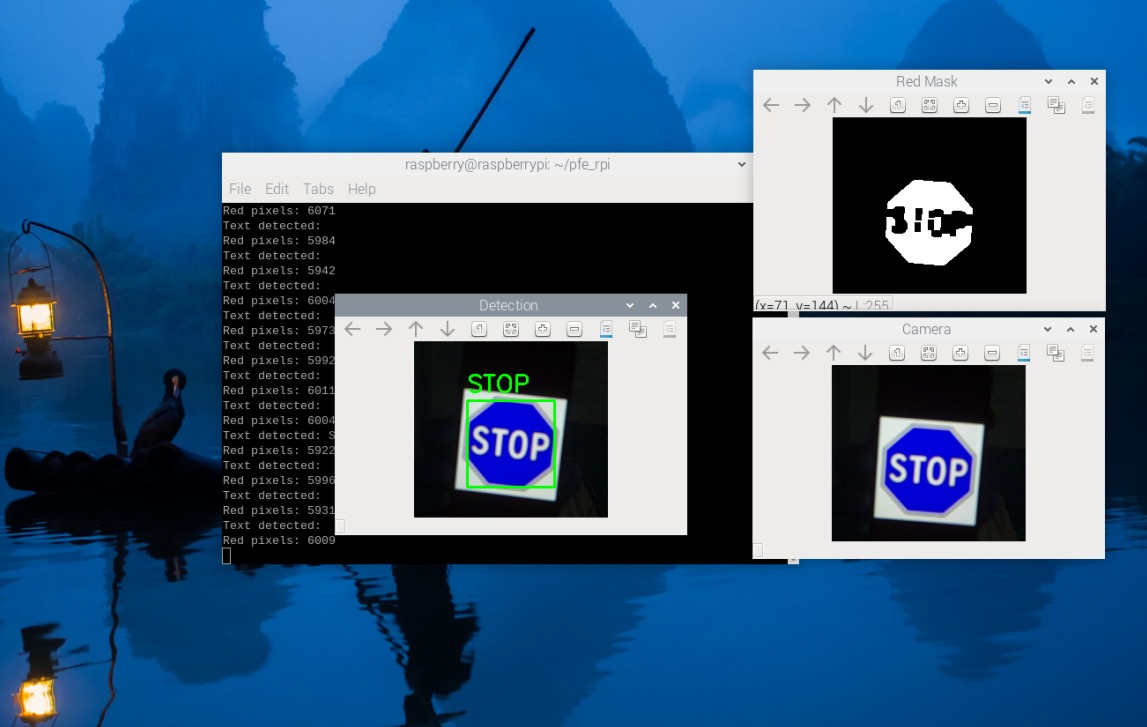 raspberry@raspberrypi: ~/pfe_rpi
File Edit Tabs Help
Red pixels: 6071
Text detected:
Red pixels: 5984
Text detected:
Red pixels: 5942
Text detected:
Red pixels: 6004
Text detected:
Red pixels: 5973
Text detected:
Red pixels: 5992
Text detected:
Red pixels: 6011
Text detected:
Red pixels: 6004
Text detected: S
Red pixels: 5922
Text detected:
Red pixels: 5996
Text detected:
Red pixels: 5931
Text detected:
Red pixels: 6009
Detection
STOP
STOP
Red Mask
STOP
(x=71, y=144) ~ L:255
Camera
STOP